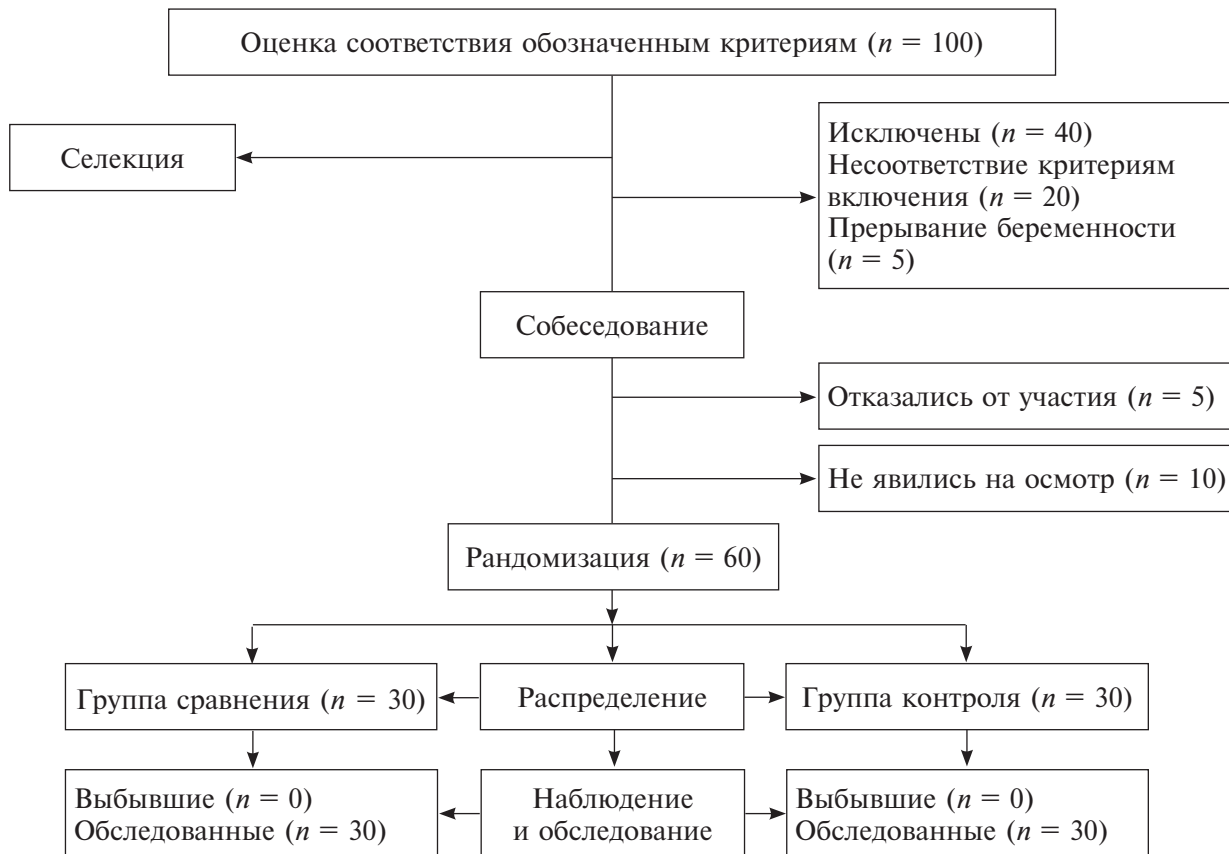 Оценка соответствия обозначенным критериям (n = 100)
Селекция
Исключены (n = 40)
Несоответствие критериям
включения (n = 20)
Прерывание беременности
(n = 5)
Собеседование
Отказались от участия (n = 5)
Не явились на осмотр (n = 10)
Рандомизация (n = 60)
Группа сравнения (n = 30)
Распределение
Группа контроля (n = 30)
Выбывшие (n = 0)
Обследованные (n = 30)
Наблюдение
и обследование
Выбывшие (n = 0)
Обследованные (n = 30)